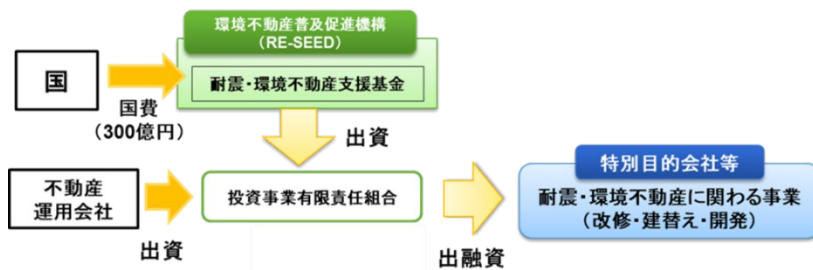 環境不動産普及促進機構
（RE-SEED）
国
耐震・環境不動産支援基金
国費
（300億円）
出資
不動産
運用会社
出資
投資事業有限責任組合
出融資
特別目的会社等
耐震・環境不動産に関わる事業
（改修・建替え・開発）